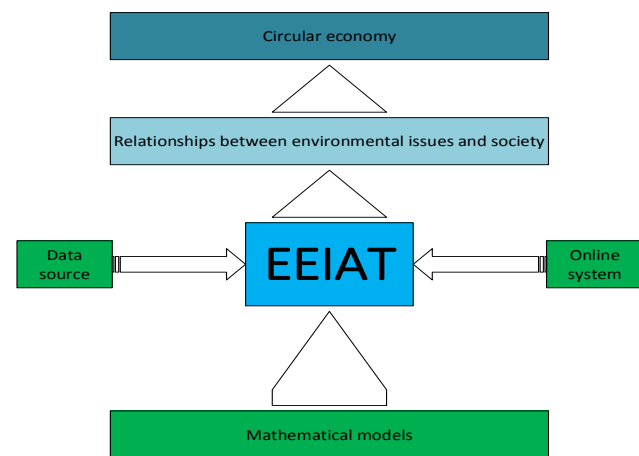 Circular economy
Relationships between environmental issues and society
Data
source
EEIAT
Online
system
Mathematical models